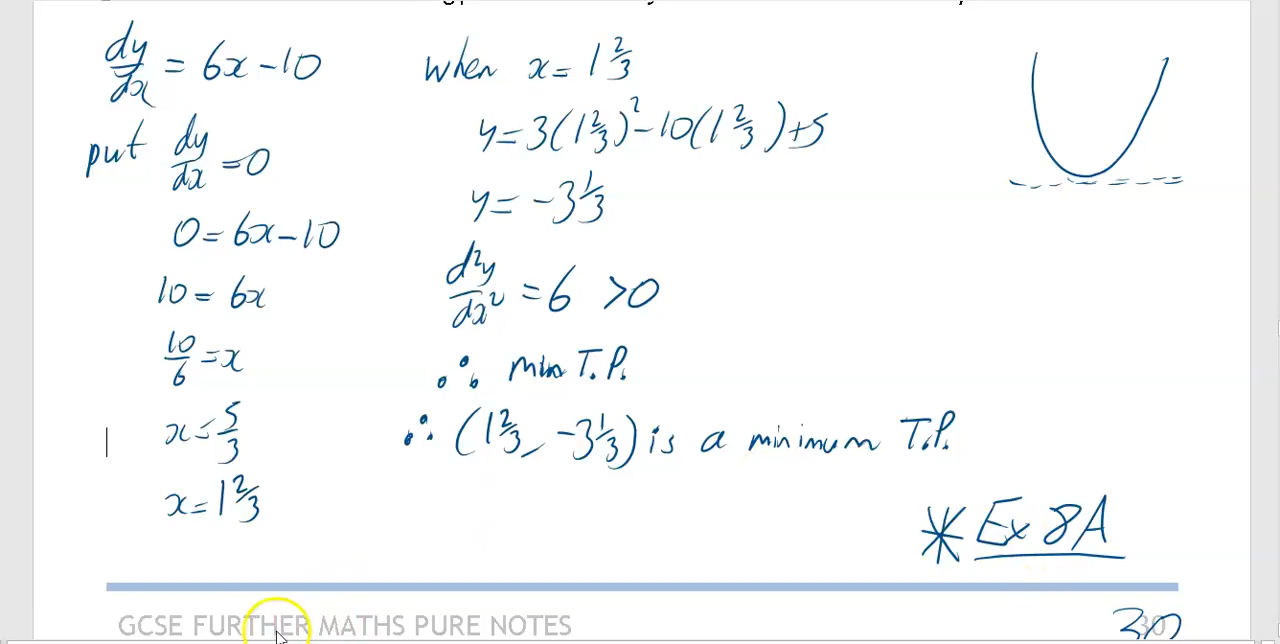 dy/dx = 6x - 10
put dy/dx = 0
0 = 6x - 10
10 = 6x
10/6 = x
x = 5/3
x = 1 2/3
when x = 1 2/3
y = 3(1 2/3)² - 10(1 2/3) + 5
y = -3 1/3
d²y/dx² = 6 > 0
∴ min T.P.
∴ (1 2/3, -3 1/3) is a minimum T.P.
* Ex 8A
GCSE FURTHER MATHS PURE NOTES
30